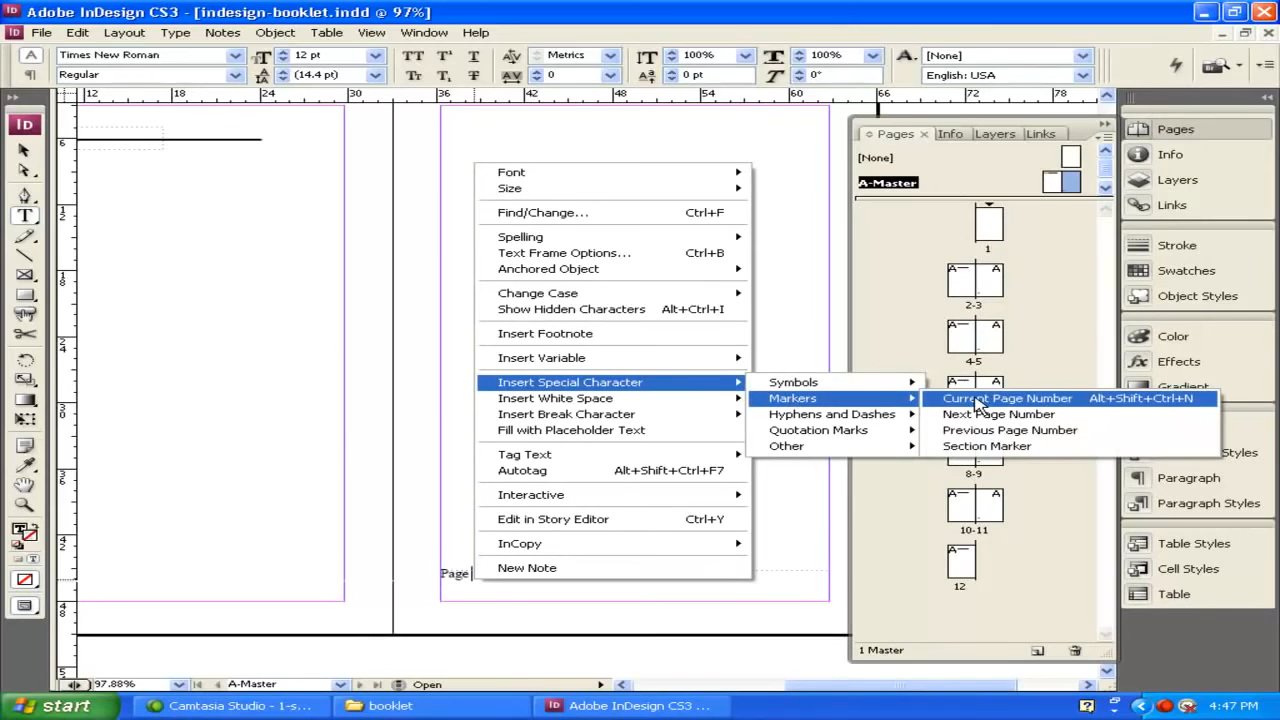 Adobe InDesign CS3 - [indesign-booklet.indd @ 97%]
File Edit Layout Type Notes Object Table View Window Help
Times New Roman 12 pt Metrics 100% 100% [None]
Regular (14.4 pt) 0 0 pt 0° English: USA
12 18 24 36 42 48 54 60 66 72 78
Pages Info Layers Links
[None]
A-Master
1
2-3
4-5
8-9
10-11
12
1 Master
Font
Size
Find/Change... Ctrl+F
Spelling
Text Frame Options... Ctrl+B
Anchored Object
Change Case
Show Hidden Characters Alt+Ctrl+I
Insert Footnote
Insert Variable
Insert Special Character
Insert White Space
Insert Break Character
Fill with Placeholder Text
Tag Text
Autotag Alt+Shift+Ctrl+F7
Interactive
Edit in Story Editor Ctrl+Y
InCopy
New Note
Symbols
Markers
Hyphens and Dashes
Quotation Marks
Other
Current Page Number Alt+Shift+Ctrl+N
Next Page Number
Previous Page Number
Section Marker
Page
Pages
Info
Layers
Links
Stroke
Swatches
Object Styles
Color
Effects
Gradient
Paragraph
Paragraph Styles
Table Styles
Cell Styles
Table
97.88% A-Master Open
start Camtasia Studio - 1-s... booklet Adobe InDesign CS3 ... 4:47 PM